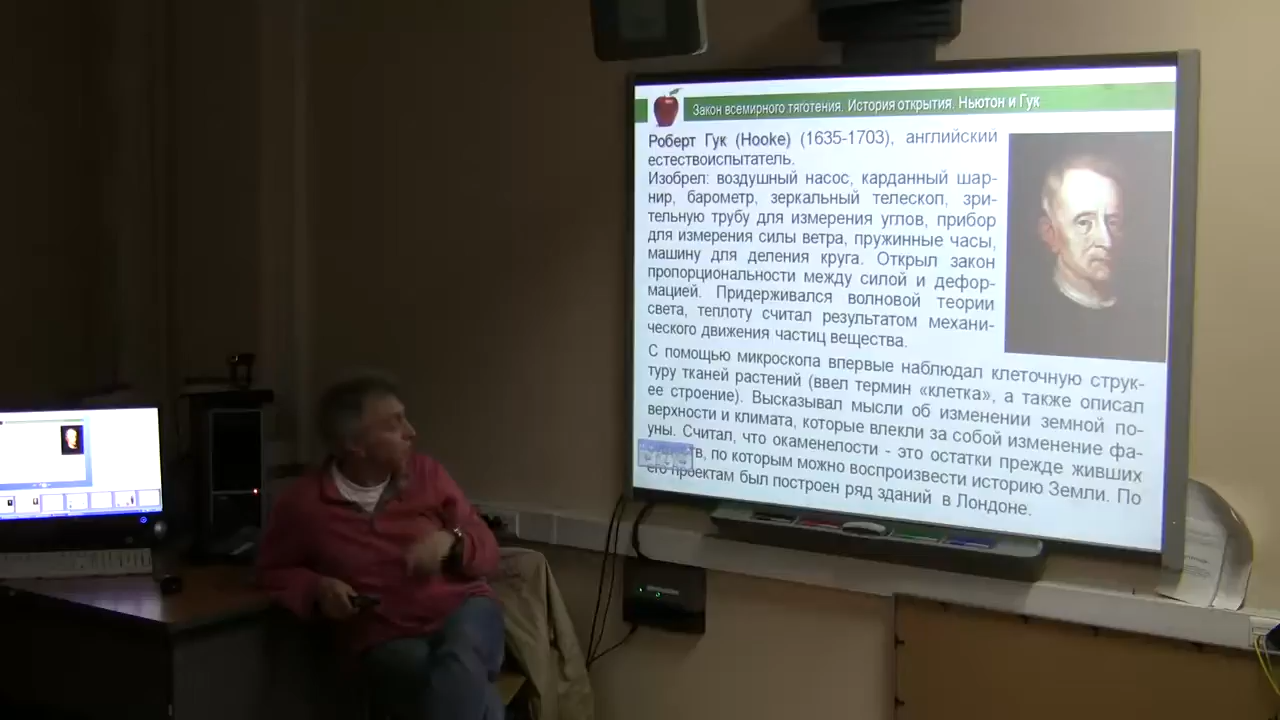 Закон всемирного тяготения. История открытия. Ньютон и Гук
Роберт Гук (Hooke) (1635-1703), английский
естествоиспытатель.
Изобрел: воздушный насос, карданный шар-
нир, барометр, зеркальный телескоп, зри-
тельную трубу для измерения углов, прибор
для измерения силы ветра, пружинные часы,
машину для деления круга. Открыл закон
пропорциональности между силой и дефор-
мацией. Придерживался волновой теории
света, теплоту считал результатом механи-
ческого движения частиц вещества.
С помощью микроскопа впервые наблюдал клеточную струк-
туру тканей растений (ввел термин «клетка», а также описал
ее строение). Высказывал мысли об изменении земной по-
верхности и климата, которые влекли за собой изменение фа-
уны. Считал, что окаменелости - это остатки прежде живших
по которым можно воспроизвести историю Земли. По
его проектам был построен ряд зданий в Лондоне.